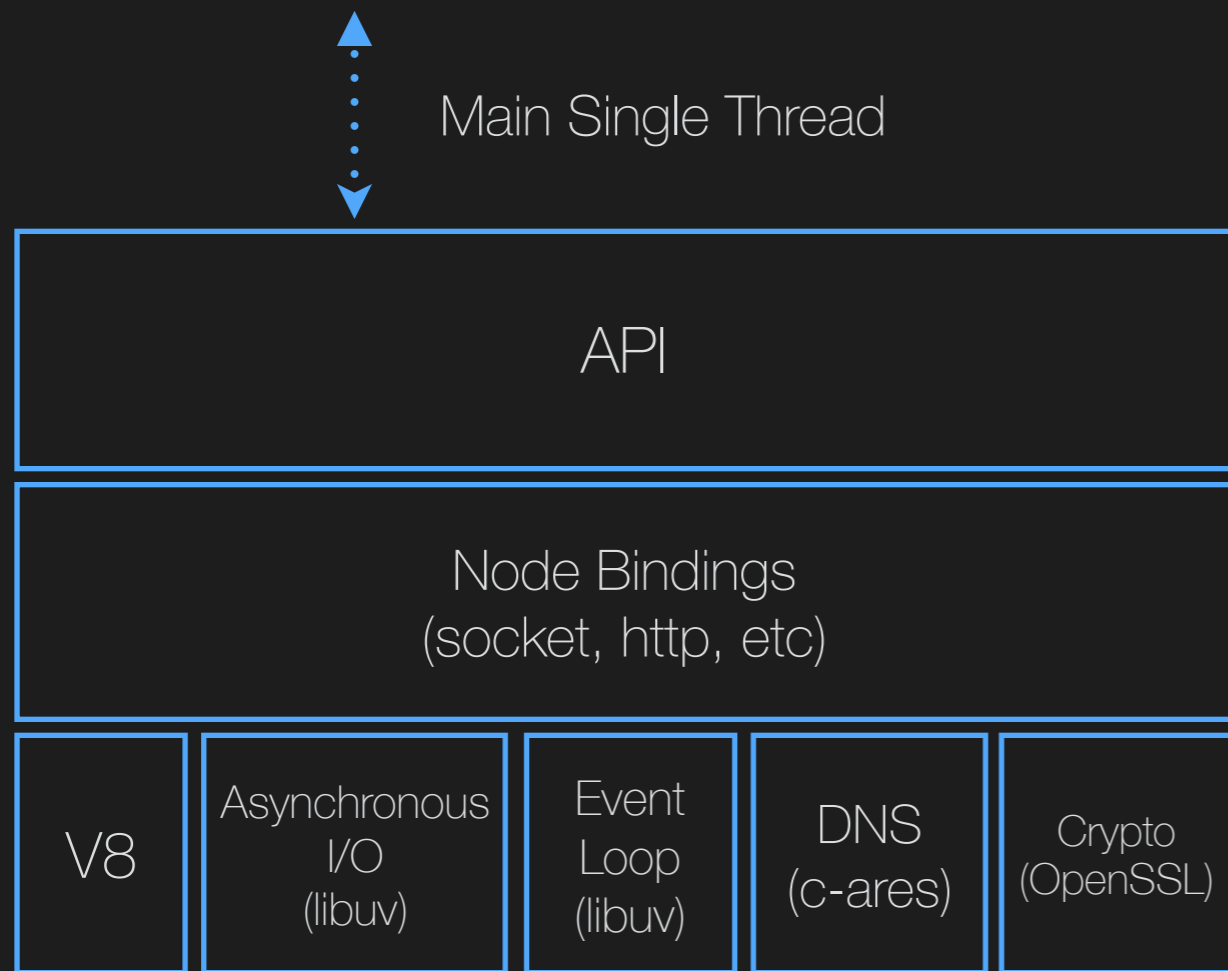 Main Single Thread
API
Node Bindings
(socket, http, etc)
V8
Asynchronous
I/O
(libuv)
Event
Loop
(libuv)
DNS
(c-ares)
Crypto
(OpenSSL)